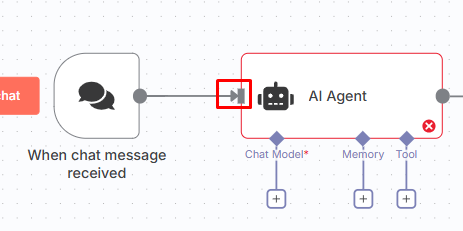 chat
AI Agent
Chat Model*
Memory
Tool
When chat message
received